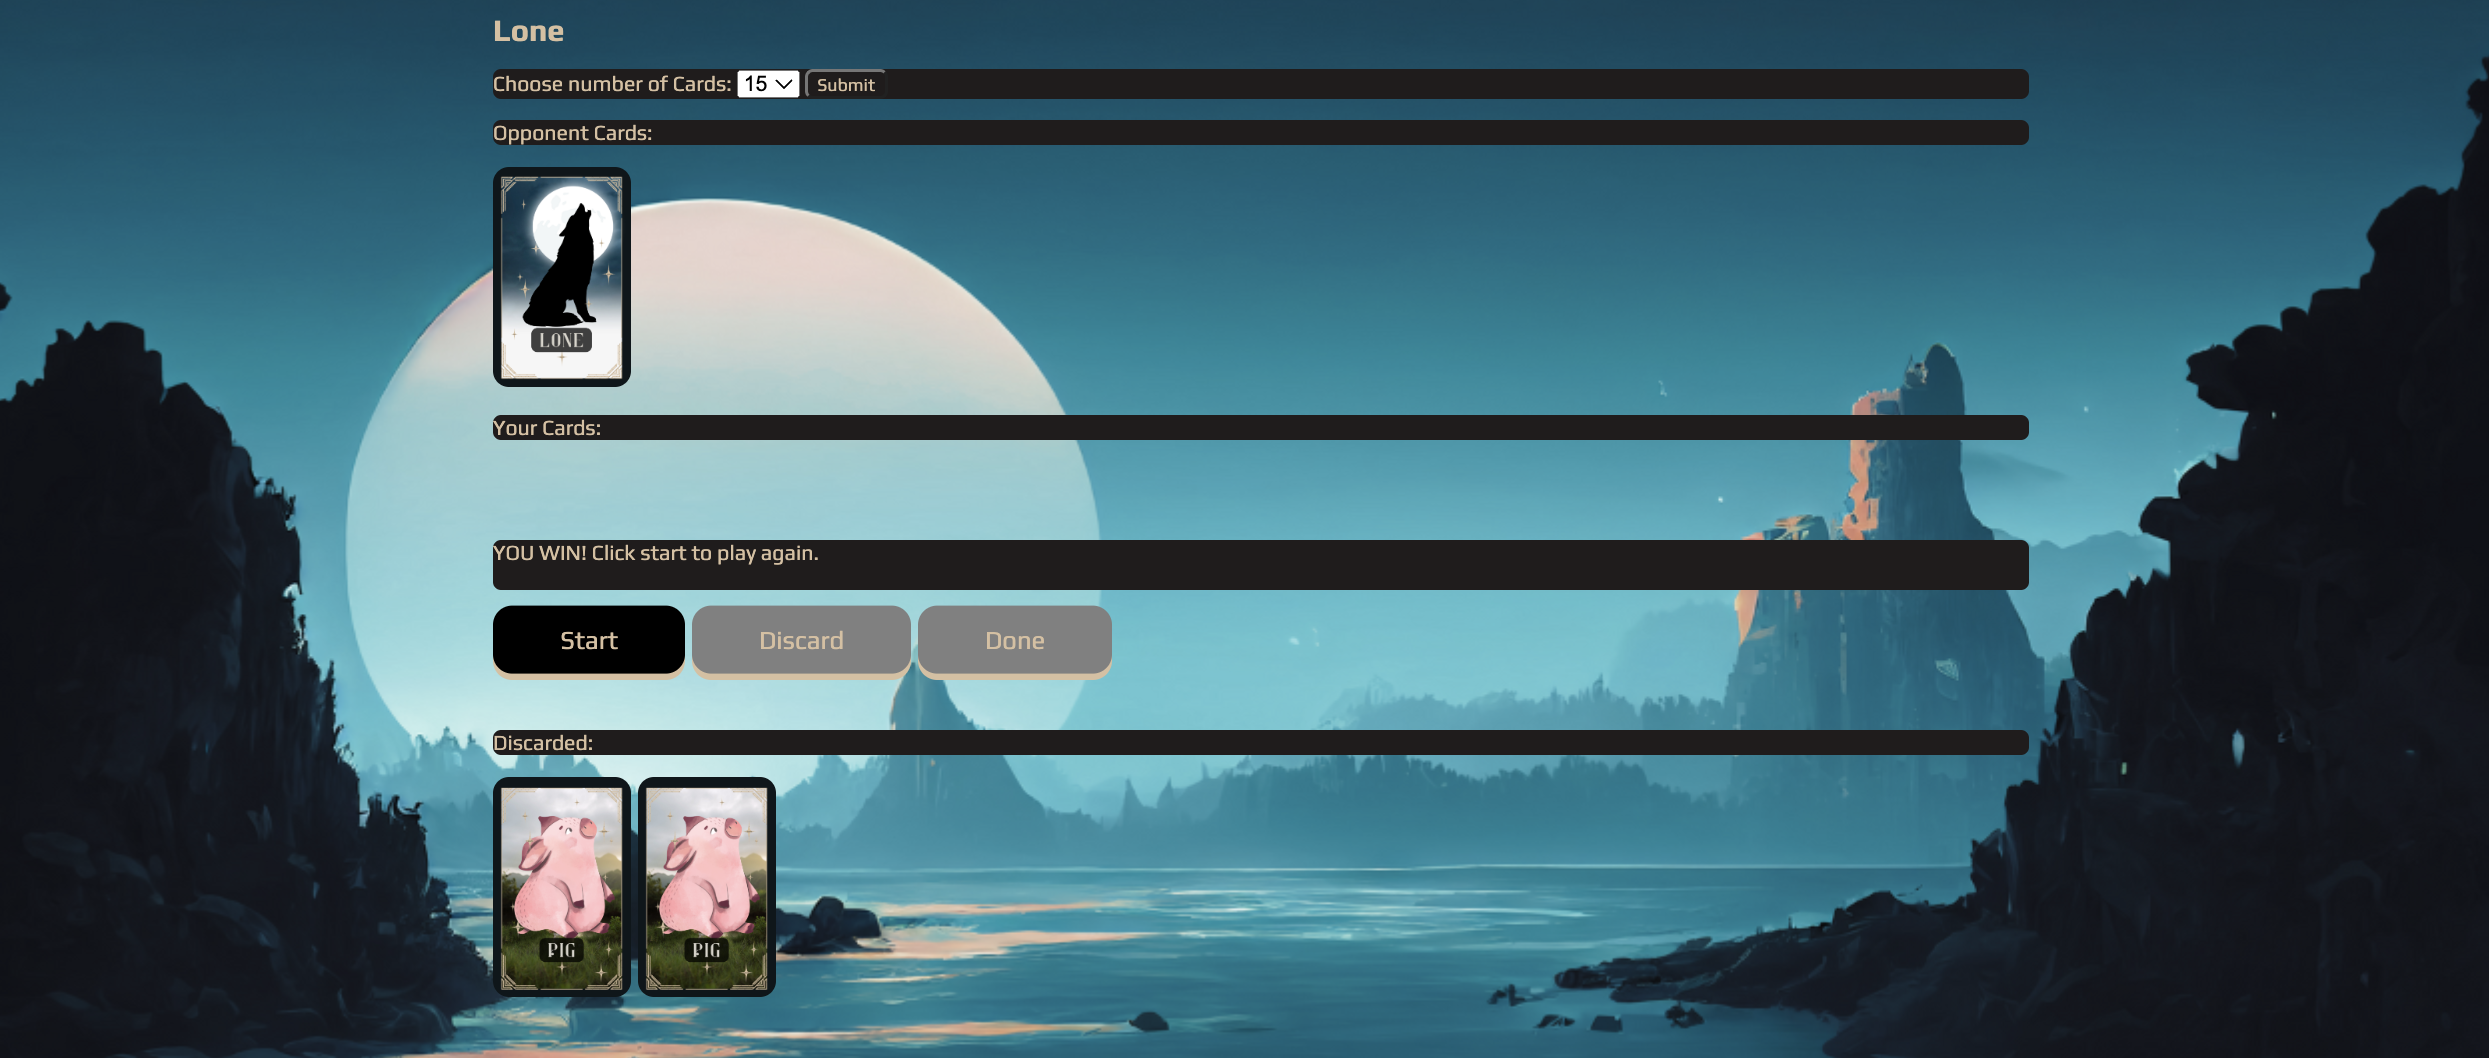 Lone
Choose number of Cards: 15 Submit
Opponent Cards:
LONE
Your Cards:
YOU WIN! Click start to play again.
Start Discard Done
Discarded:
PIG PIG